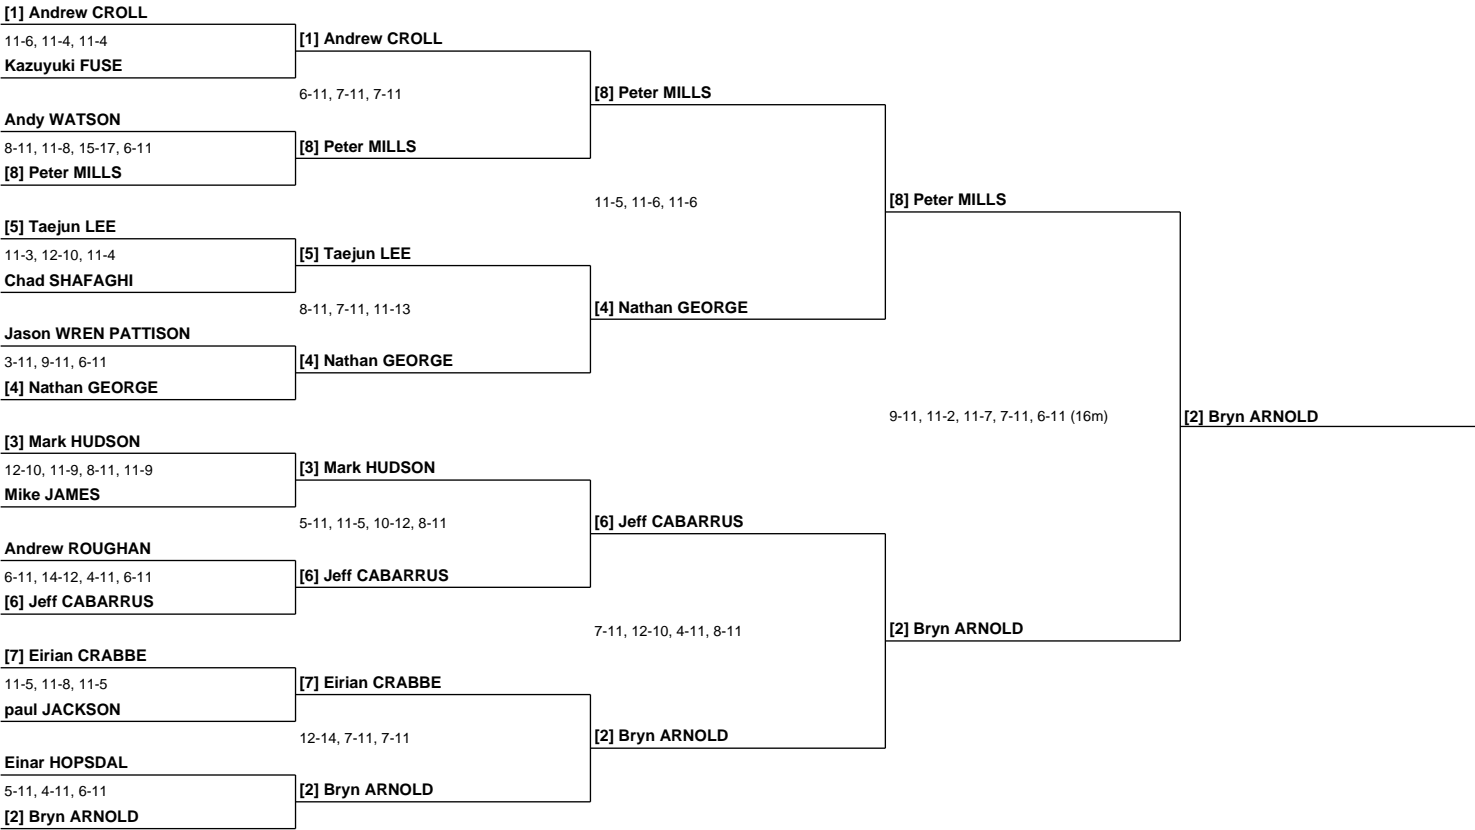 [1] Andrew CROLL
11-6, 11-4, 11-4
Kazuyuki FUSE
Andy WATSON
8-11, 11-8, 15-17, 6-11
[8] Peter MILLS
[5] Taejun LEE
11-3, 12-10, 11-4
Chad SHAFAGHI
Jason WREN PATTISON
3-11, 9-11, 6-11
[4] Nathan GEORGE
[3] Mark HUDSON
12-10, 11-9, 8-11, 11-9
Mike JAMES
Andrew ROUGHAN
6-11, 14-12, 4-11, 6-11
[6] Jeff CABARRUS
[7] Eirian CRABBE
11-5, 11-8, 11-5
paul JACKSON
Einar HOPSDAL
5-11, 4-11, 6-11
[2] Bryn ARNOLD
[1] Andrew CROLL
6-11, 7-11, 7-11
[8] Peter MILLS
[5] Taejun LEE
8-11, 7-11, 11-13
[4] Nathan GEORGE
[3] Mark HUDSON
5-11, 11-5, 10-12, 8-11
[6] Jeff CABARRUS
[7] Eirian CRABBE
12-14, 7-11, 7-11
[2] Bryn ARNOLD
[8] Peter MILLS
11-5, 11-6, 11-6
[4] Nathan GEORGE
[6] Jeff CABARRUS
7-11, 12-10, 4-11, 8-11
[2] Bryn ARNOLD
[8] Peter MILLS
9-11, 11-2, 11-7, 7-11, 6-11 (16m)
[2] Bryn ARNOLD
[2] Bryn ARNOLD